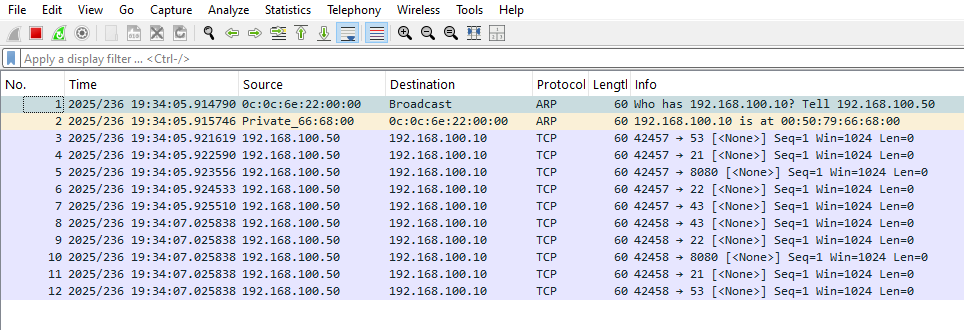 File Edit View Go Capture Analyze Statistics Telephony Wireless Tools Help
Apply a display filter ... <Ctrl-/>
No. Time Source Destination Protocol Lengtl Info
1 2025/236 19:34:05.914790 0c:0c:6e:22:00:00 Broadcast ARP 60 Who has 192.168.100.10? Tell 192.168.100.50
2 2025/236 19:34:05.915746 Private_66:68:00 0c:0c:6e:22:00:00 ARP 60 192.168.100.10 is at 00:50:79:66:68:00
3 2025/236 19:34:05.921619 192.168.100.50 192.168.100.10 TCP 60 42457 → 53 [<None>] Seq=1 Win=1024 Len=0
4 2025/236 19:34:05.922590 192.168.100.50 192.168.100.10 TCP 60 42457 → 21 [<None>] Seq=1 Win=1024 Len=0
5 2025/236 19:34:05.923556 192.168.100.50 192.168.100.10 TCP 60 42457 → 8080 [<None>] Seq=1 Win=1024 Len=0
6 2025/236 19:34:05.924533 192.168.100.50 192.168.100.10 TCP 60 42457 → 22 [<None>] Seq=1 Win=1024 Len=0
7 2025/236 19:34:05.925510 192.168.100.50 192.168.100.10 TCP 60 42457 → 43 [<None>] Seq=1 Win=1024 Len=0
8 2025/236 19:34:07.025838 192.168.100.50 192.168.100.10 TCP 60 42458 → 43 [<None>] Seq=1 Win=1024 Len=0
9 2025/236 19:34:07.025838 192.168.100.50 192.168.100.10 TCP 60 42458 → 22 [<None>] Seq=1 Win=1024 Len=0
10 2025/236 19:34:07.025838 192.168.100.50 192.168.100.10 TCP 60 42458 → 8080 [<None>] Seq=1 Win=1024 Len=0
11 2025/236 19:34:07.025838 192.168.100.50 192.168.100.10 TCP 60 42458 → 21 [<None>] Seq=1 Win=1024 Len=0
12 2025/236 19:34:07.025838 192.168.100.50 192.168.100.10 TCP 60 42458 → 53 [<None>] Seq=1 Win=1024 Len=0